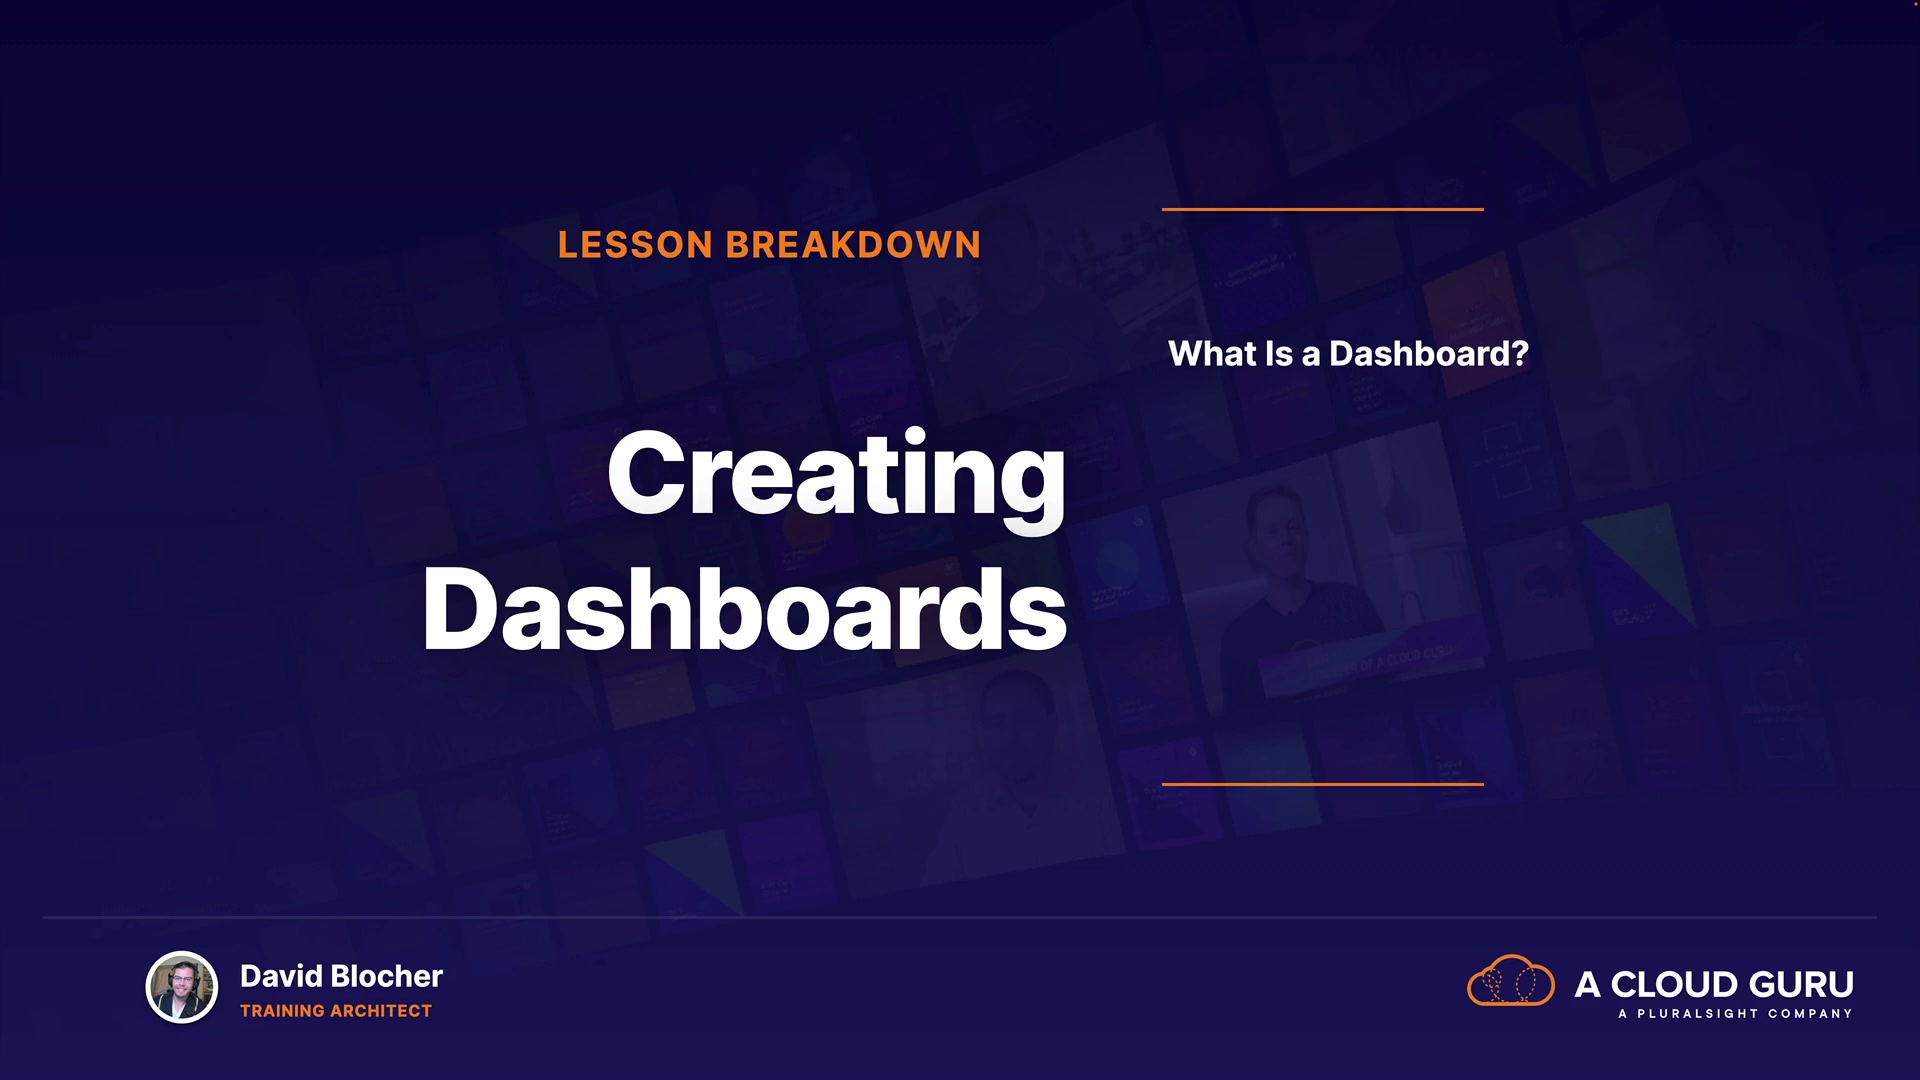 LESSON BREAKDOWN
Creating
Dashboards
What Is a Dashboard?
David Blocher
TRAINING ARCHITECT
A CLOUD GURU
A PLURALSIGHT COMPANY